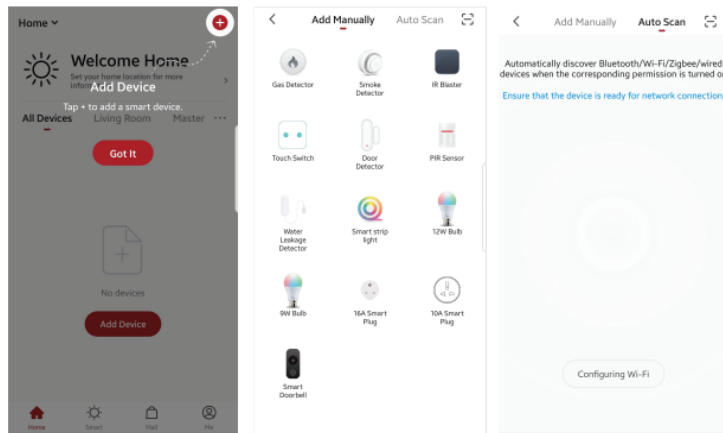 Home
Welcome Home
Set your home location for more
information
Add Device
Tap + to add a smart device.
All Devices Living Room Master ...
Got It
No devices
Add Device
Home Smart Mall Me
Add Manually Auto Scan
Gas Detector
Smoke
Detector
IR Blaster
Touch Switch
Door
Detector
PIR Sensor
Water
Leakage
Detector
Smart strip
light
12W Bulb
9W Bulb
16A Smart
Plug
10A Smart
Plug
Smart
Doorbell
Add Manually Auto Scan
Automatically discover Bluetooth/Wi-Fi/Zigbee/wired
devices when the corresponding permission is turned on
Ensure that the device is ready for network connection
Configuring Wi-Fi